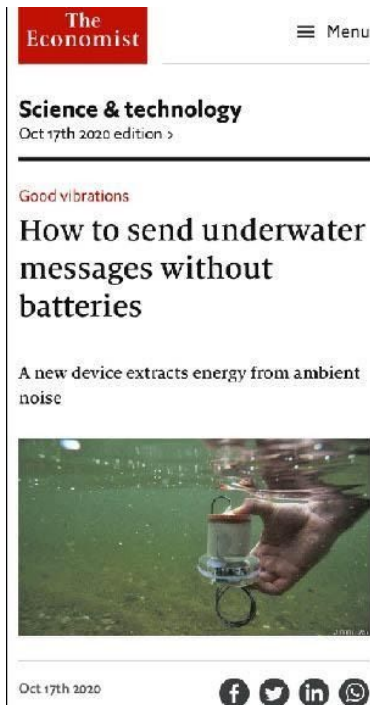 The
Economist
Menu
Science & technology
Oct 17th 2020 edition >
Good vibrations
How to send underwater
messages without
batteries
A new device extracts energy from ambient
noise
Oct 17th 2020